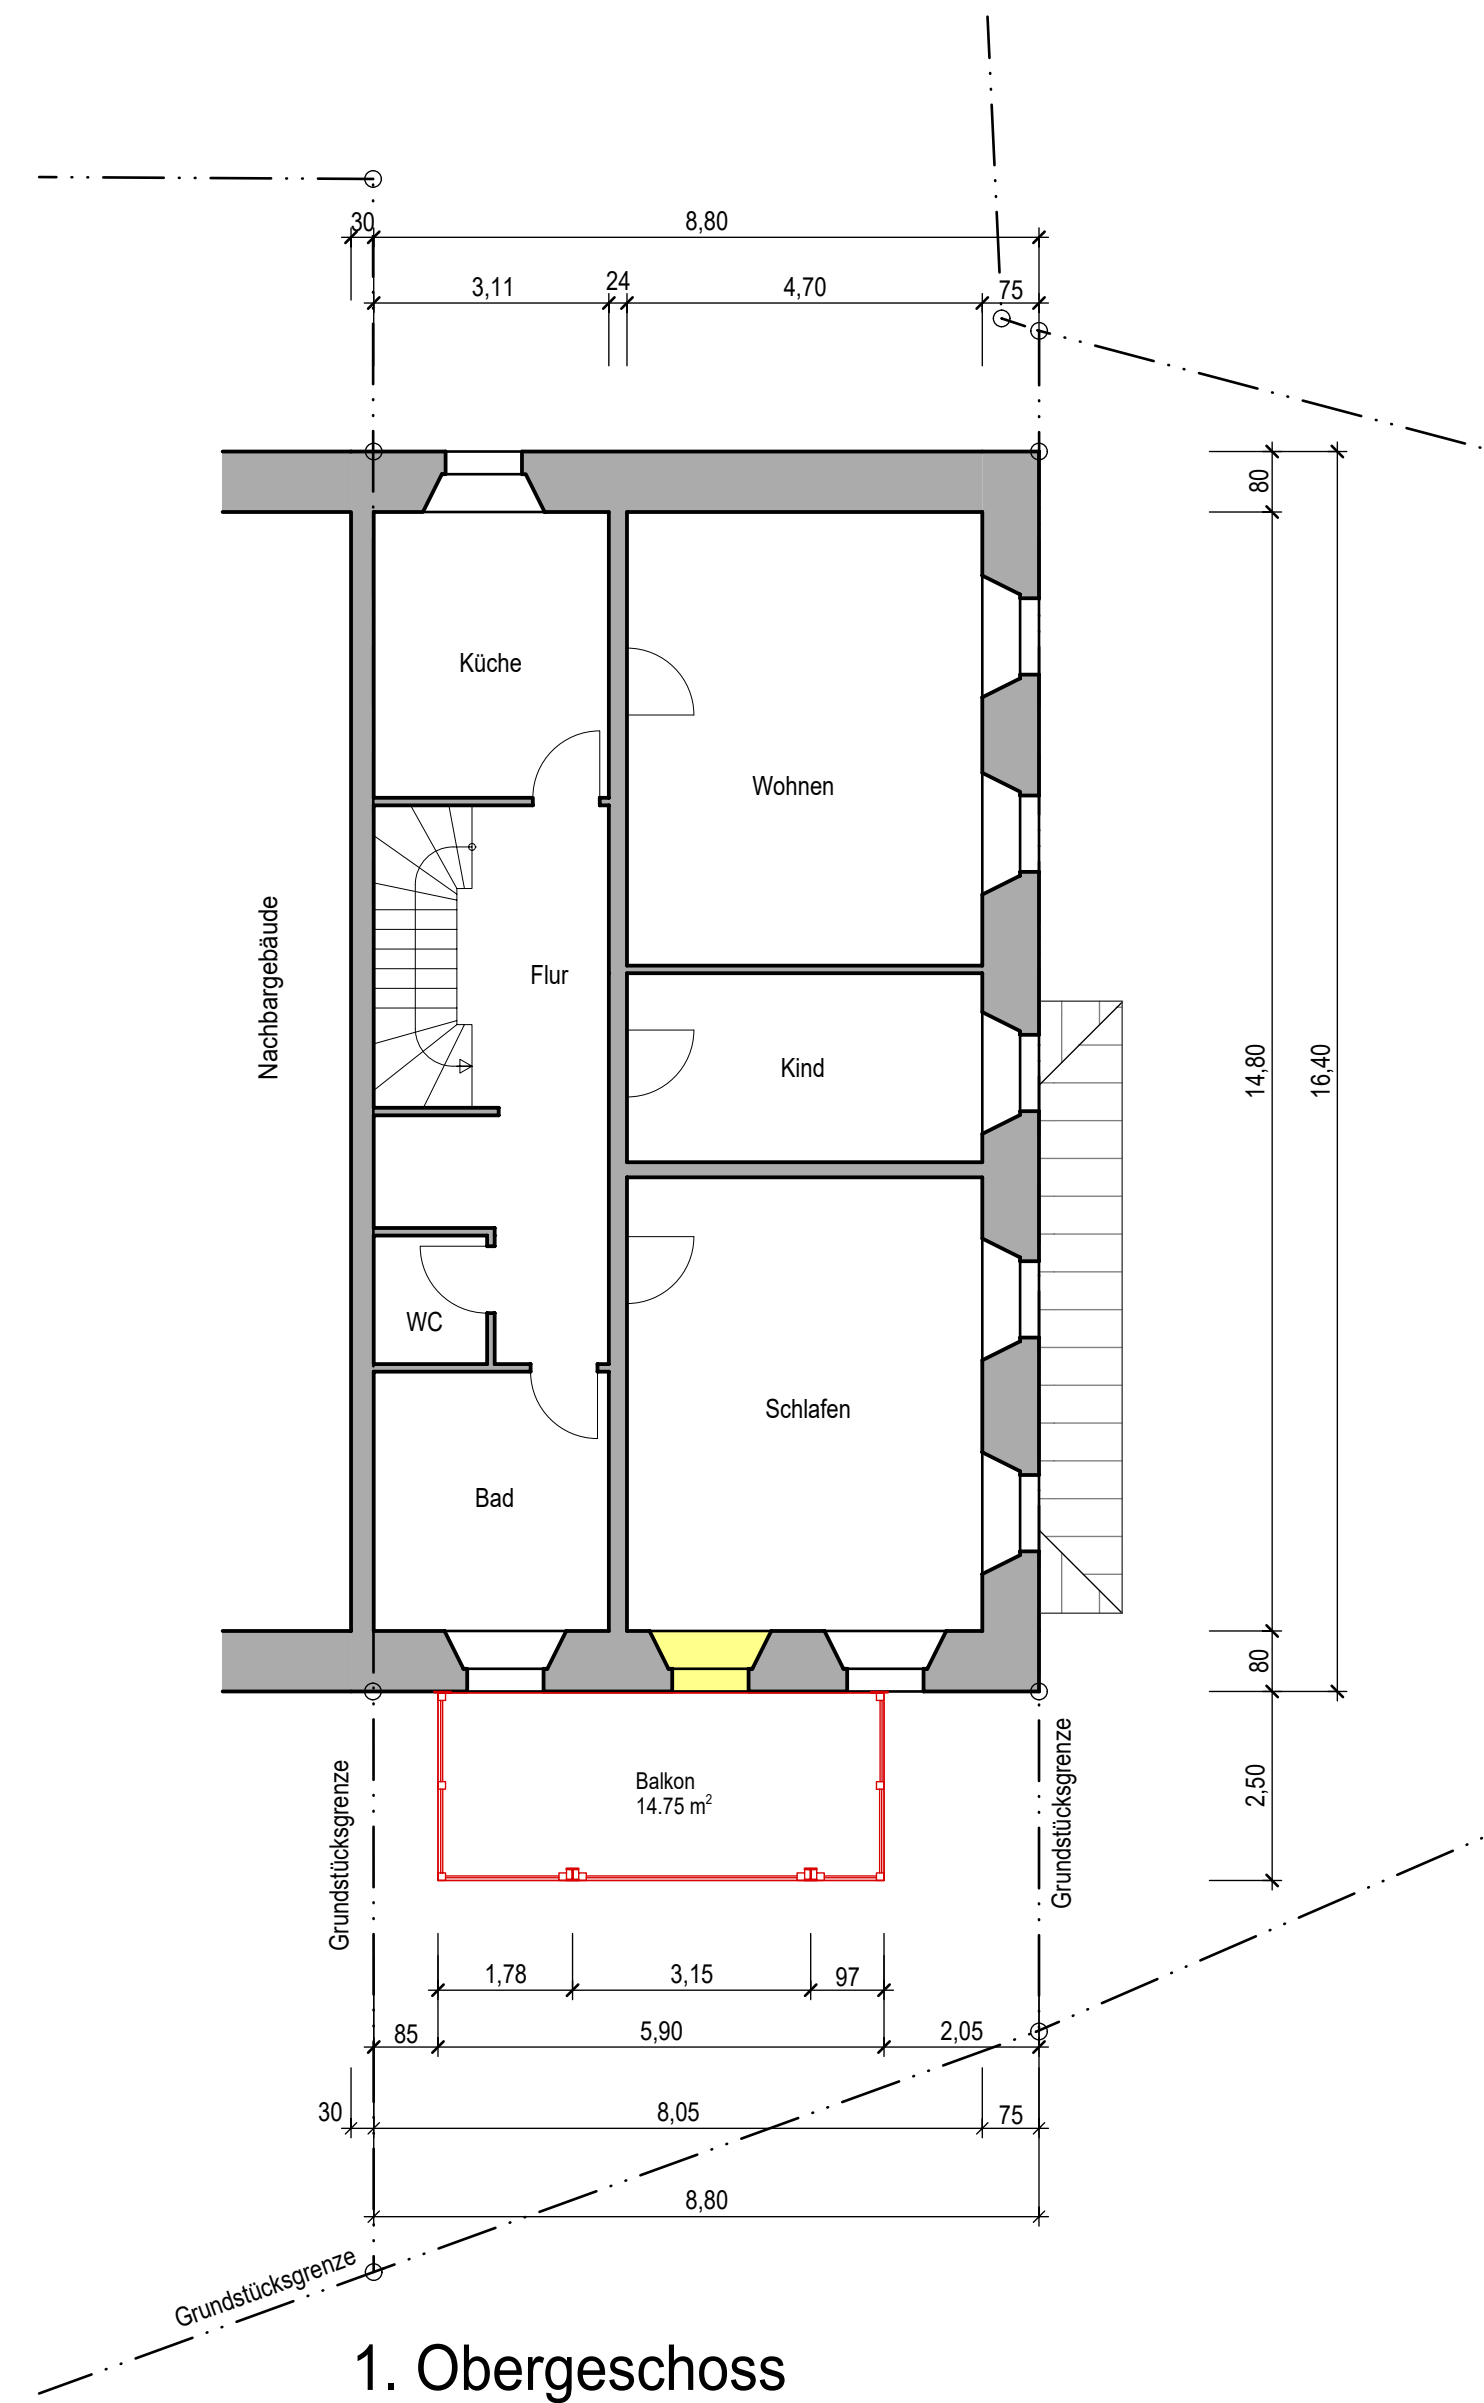 30
8,80
3,11
24
4,70
75
80
Küche
Wohnen
Nachbargebäude
Flur
Kind
14,80
16,40
WC
Schlafen
Bad
80
Grundstücksgrenze
Grundstücksgrenze
Balkon
14.75 m²
2,50
1,78
3,15
97
85
5,90
2,05
30
8,05
75
8,80
Grundstücksgrenze
1. Obergeschoss